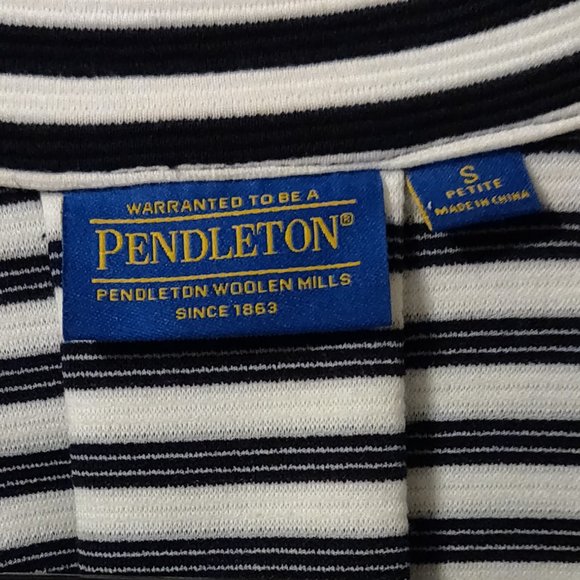 WARRANTED TO BE A
PENDLETON®
PENDLETON WOOLEN MILLS
SINCE 1863
S
PETITE
MADE IN CHINA